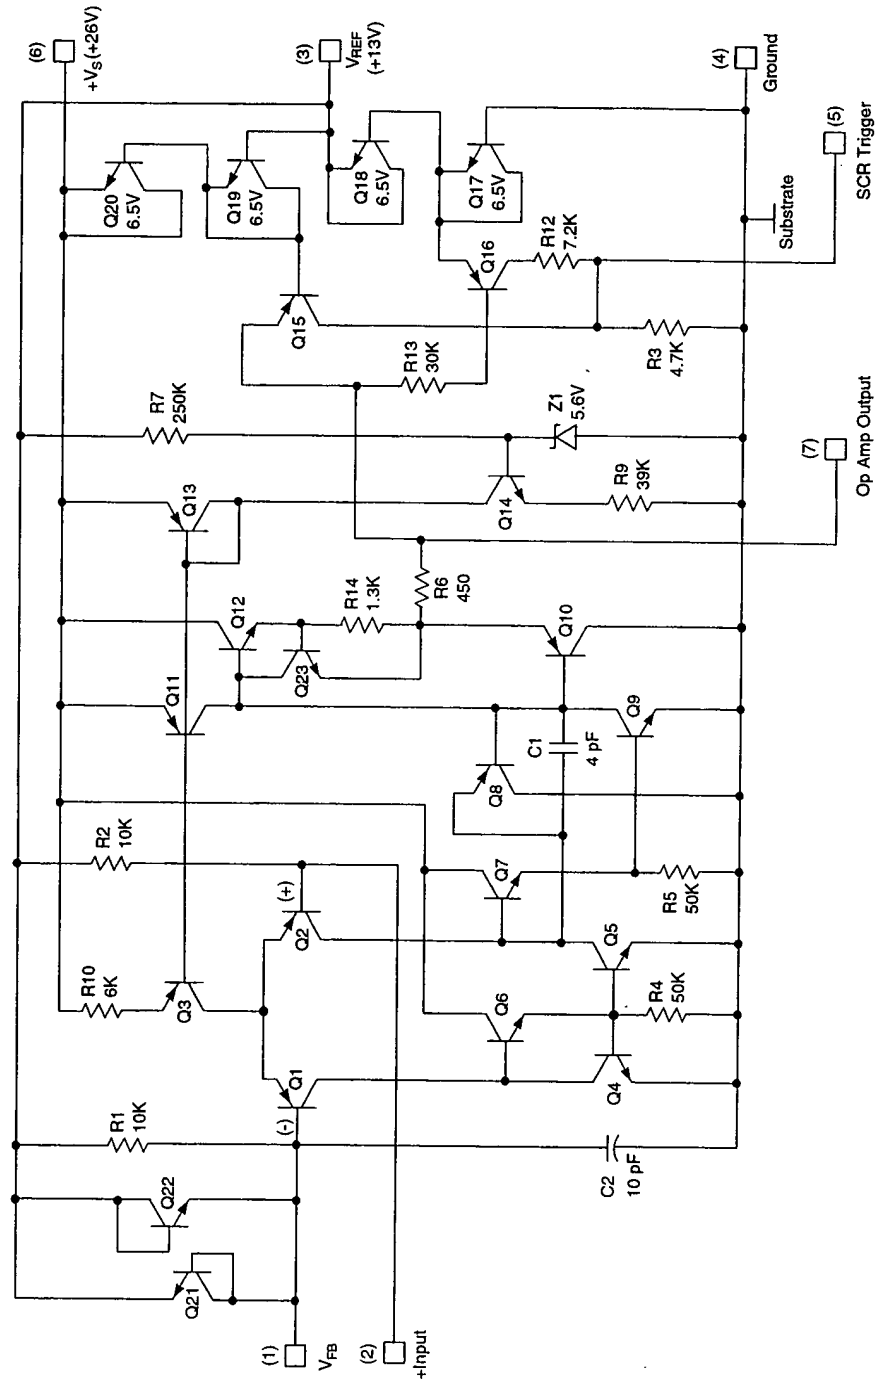 (6)
+VS (+26V)
(3)
VREF
(+13V)
(4)
Ground
(5)
SCR Trigger
(7)
Op Amp Output
Substrate
Q20
6.5V
Q19
6.5V
Q18
6.5V
Q17
6.5V
Q16
R12
7.2K
Q15
R13
30K
R3
4.7K
R7
250K
Z1
5.6V
Q13
Q14
R9
39K
Q12
R14
1.3K
R6
450
Q23
Q11
Q10
C1
4 pF
Q9
Q8
R2
10K
Q7
R5
50K
(+)
Q2
R10
6K
Q3
Q6
Q5
R4
50K
Q1
(-)
Q4
R1
10K
C2
10 pF
Q22
Q21
(1)
VFB
(2)
+Input